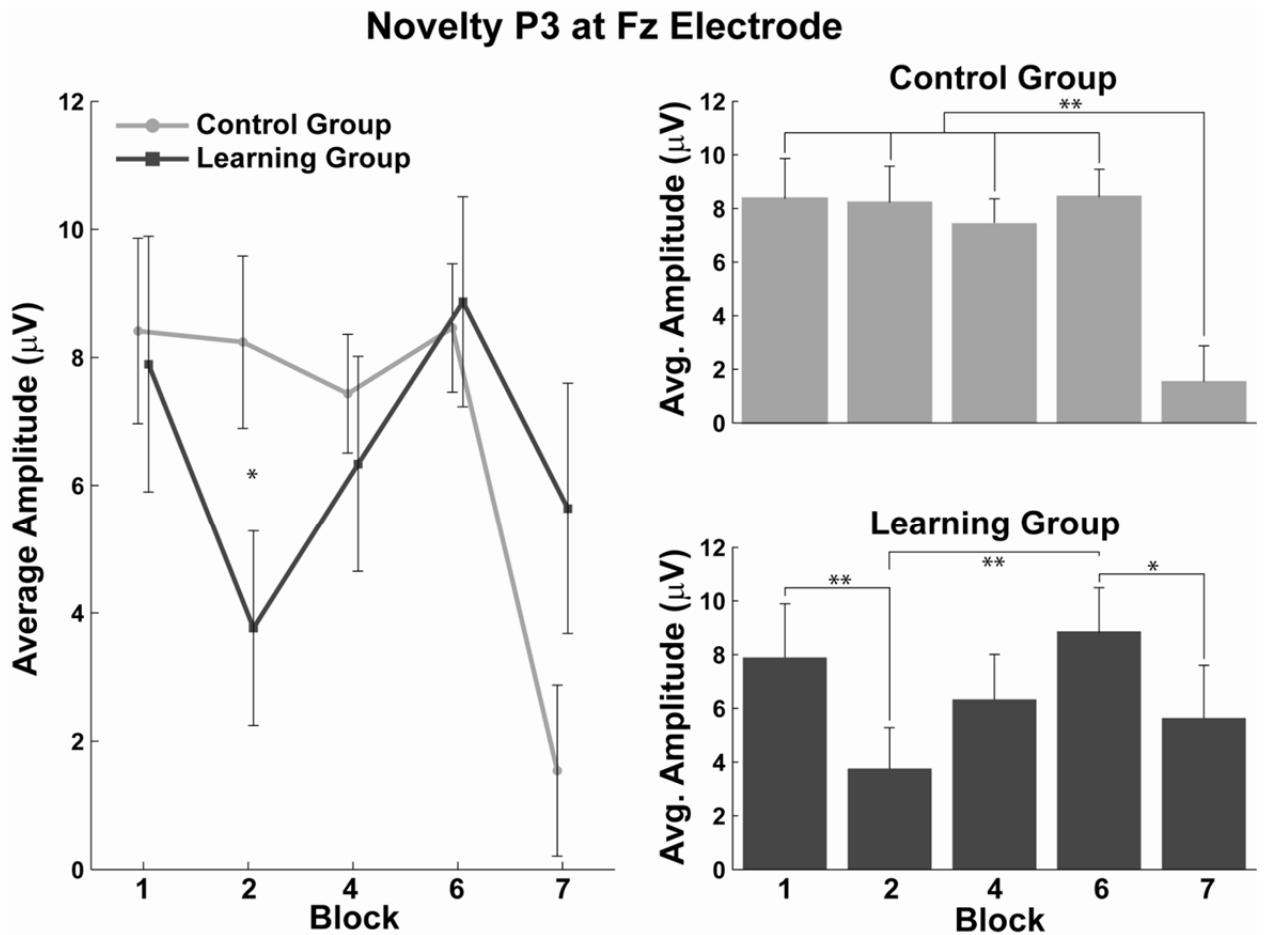 Novelty P3 at Fz Electrode
12
10
8
6
4
2
0
Average Amplitude (μV)
Control Group
Learning Group
*
1 2 4 6 7
Block
Control Group
**
12
10
8
6
4
2
0
Avg. Amplitude (μV)
Learning Group
12
10
8
6
4
2
0
Avg. Amplitude (μV)
**
**
*
1 2 4 6 7
Block